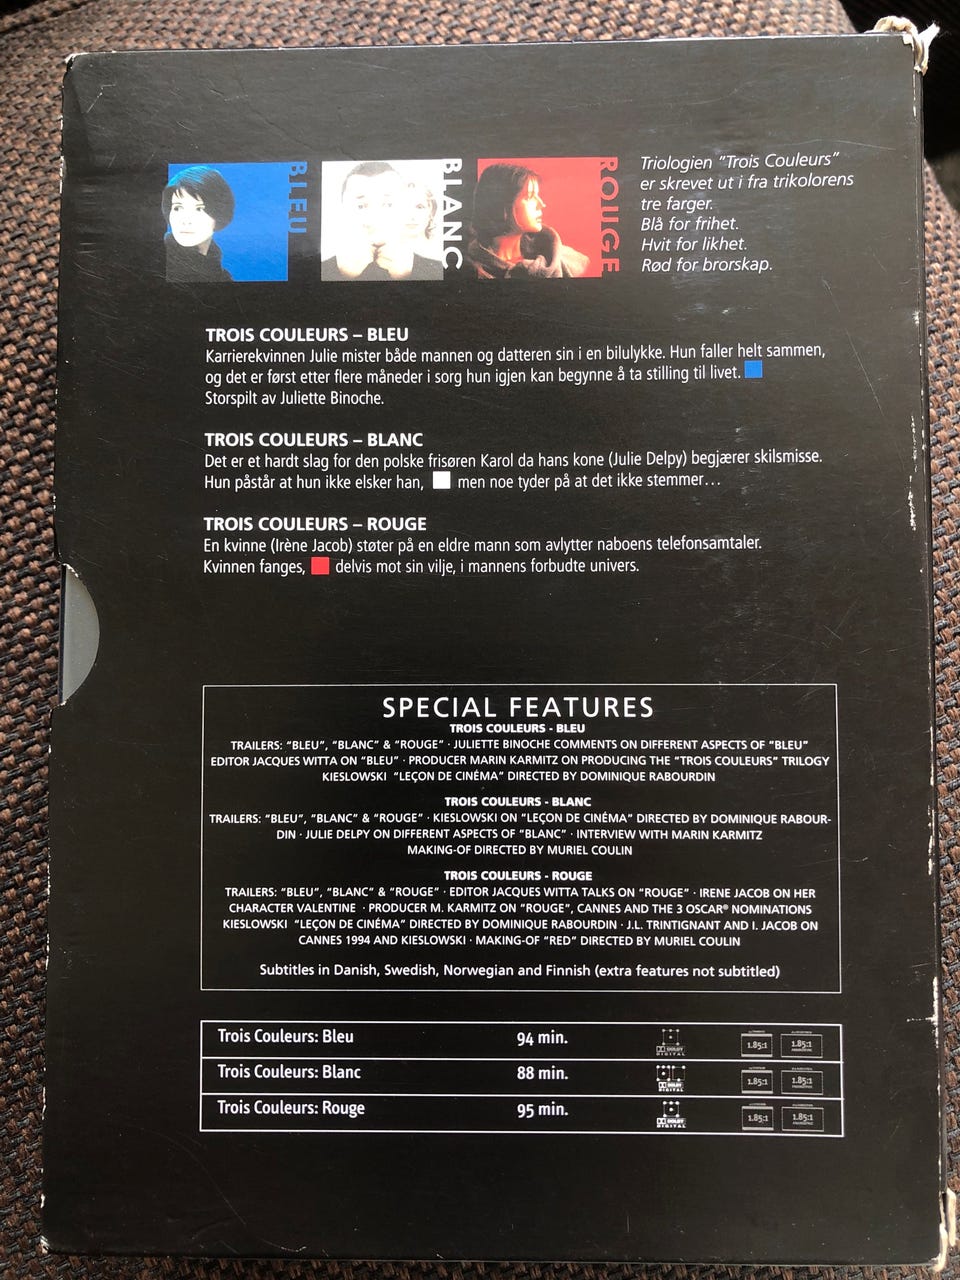 BLEU
BLANC
ROUGE
Triologien "Trois Couleurs"
er skrevet ut i fra trikolorens
tre farger.
Blå for frihet.
Hvit for likhet.
Rød for brorskap.
TROIS COULEURS – BLEU
Karrierekvinnen Julie mister både mannen og datteren sin i en bilulykke. Hun faller helt sammen,
og det er først etter flere måneder i sorg hun igjen kan begynne å ta stilling til livet.
Storspilt av Juliette Binoche.
TROIS COULEURS – BLANC
Det er et hardt slag for den polske frisøren Karol da hans kone (Julie Delpy) begjærer skilsmisse.
Hun påstår at hun ikke elsker han, men noe tyder på at det ikke stemmer...
TROIS COULEURS – ROUGE
En kvinne (Irène Jacob) støter på en eldre mann som avlytter naboens telefonsamtaler.
Kvinnen fanges, delvis mot sin vilje, i mannens forbudte univers.
SPECIAL FEATURES
TROIS COULEURS - BLEU
TRAILERS: "BLEU", "BLANC" & "ROUGE" · JULIETTE BINOCHE COMMENTS ON DIFFERENT ASPECTS OF "BLEU"
EDITOR JACQUES WITTA ON "BLEU" · PRODUCER MARIN KARMITZ ON PRODUCING THE "TROIS COULEURS" TRILOGY
KIESLOWSKI "LEÇON DE CINÉMA" DIRECTED BY DOMINIQUE RABOURDIN
TROIS COULEURS - BLANC
TRAILERS: "BLEU", "BLANC" & "ROUGE" · KIESLOWSKI ON "LEÇON DE CINÉMA" DIRECTED BY DOMINIQUE RABOUR-
DIN · JULIE DELPY ON DIFFERENT ASPECTS OF "BLANC" · INTERVIEW WITH MARIN KARMITZ
MAKING-OF DIRECTED BY MURIEL COULIN
TROIS COULEURS - ROUGE
TRAILERS: "BLEU", "BLANC" & "ROUGE" · EDITOR JACQUES WITTA TALKS ON "ROUGE" · IRENE JACOB ON HER
CHARACTER VALENTINE · PRODUCER M. KARMITZ ON "ROUGE", CANNES AND THE 3 OSCAR® NOMINATIONS
KIESLOWSKI "LEÇON DE CINÉMA" DIRECTED BY DOMINIQUE RABOURDIN · J.L. TRINTIGNANT AND I. JACOB ON
CANNES 1994 AND KIESLOWSKI · MAKING-OF "RED" DIRECTED BY MURIEL COULIN
Subtitles in Danish, Swedish, Norwegian and Finnish (extra features not subtitled)
Trois Couleurs: Bleu 94 min. DOLBY DIGITAL 1.85:1 1.85:1
Trois Couleurs: Blanc 88 min. DOLBY DIGITAL 1.85:1 1.85:1
Trois Couleurs: Rouge 95 min. DOLBY DIGITAL 1.85:1 1.85:1